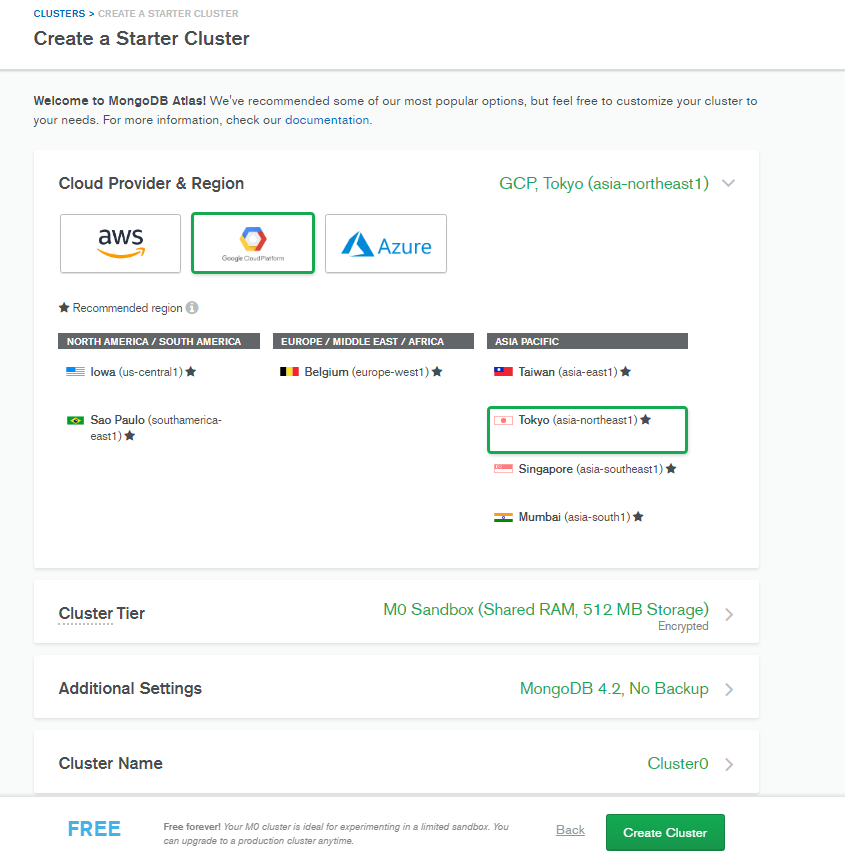 CLUSTERS > CREATE A STARTER CLUSTER
Create a Starter Cluster
Welcome to MongoDB Atlas! We've recommended some of our most popular options, but feel free to customize your cluster to
your needs. For more information, check our documentation.
Cloud Provider & Region
GCP, Tokyo (asia-northeast1)
aws
Google Cloud Platform
Azure
★ Recommended region i
NORTH AMERICA / SOUTH AMERICA
Iowa (us-central1) ★
Sao Paulo (southamerica-
east1) ★
EUROPE / MIDDLE EAST / AFRICA
Belgium (europe-west1) ★
ASIA PACIFIC
Taiwan (asia-east1) ★
Tokyo (asia-northeast1) ★
Singapore (asia-southeast1) ★
Mumbai (asia-south1) ★
Cluster Tier
M0 Sandbox (Shared RAM, 512 MB Storage)
Encrypted
Additional Settings
MongoDB 4.2, No Backup
Cluster Name
Cluster0
FREE
Free forever! Your M0 cluster is ideal for experimenting in a limited sandbox. You
can upgrade to a production cluster anytime.
Back
Create Cluster